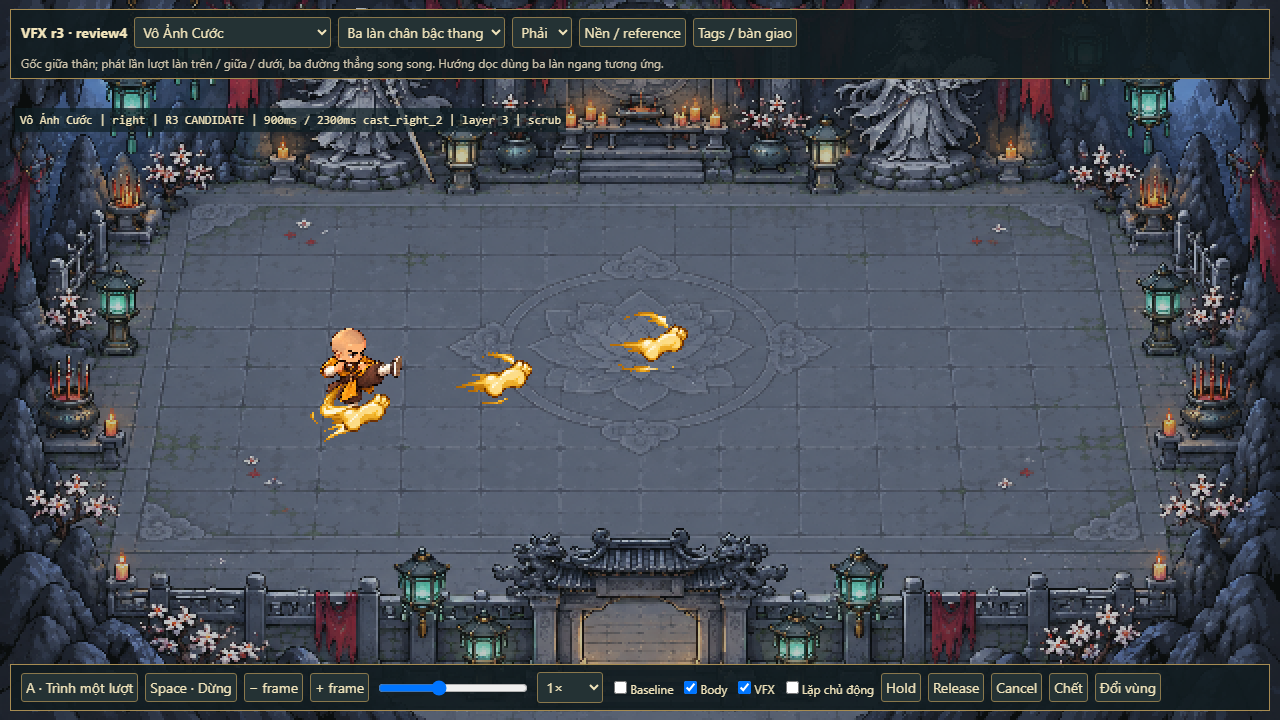 VFX r3 · review4 Vô Ảnh Cước Ba làn chân bậc thang Phải Nền / reference Tags / bàn giao
Gốc giữa thân; phát lần lượt làn trên / giữa / dưới, ba đường thẳng song song. Hướng dọc dùng ba làn ngang tương ứng.
Vô Ảnh Cước | right | R3 CANDIDATE | 900ms / 2300ms cast_right_2 | layer 3 | scrub
A · Trình một lượt Space · Dừng − frame + frame 1× Baseline Body VFX Lặp chủ động Hold Release Cancel Chết Đổi vùng